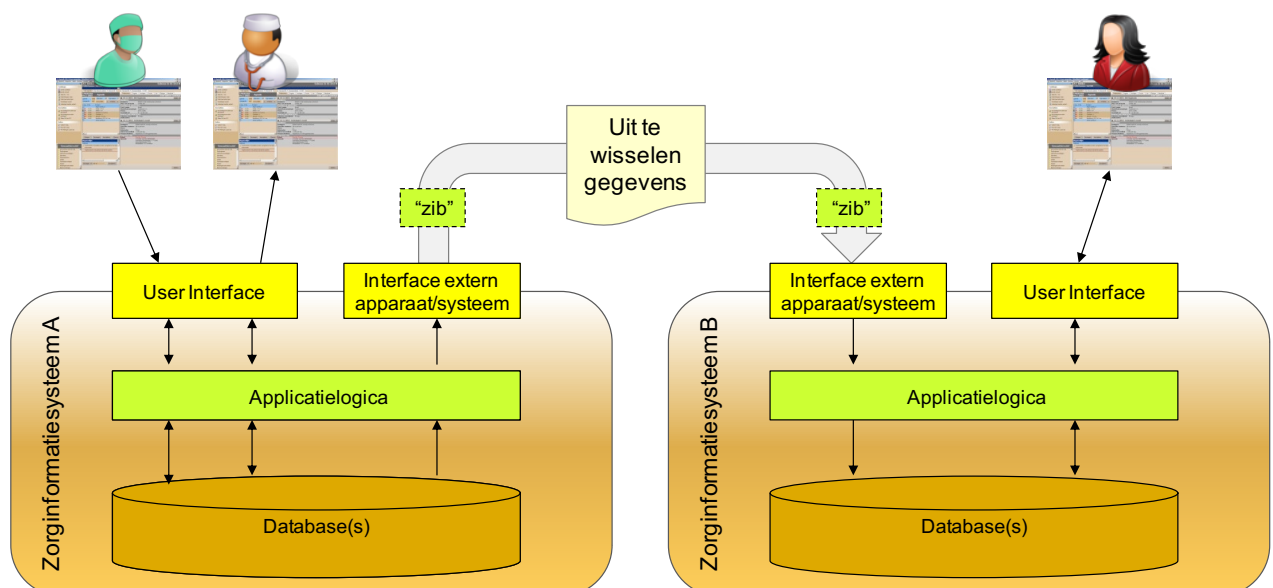 Uit te
wisselen
gegevens
“zib”
“zib”
User Interface
Interface extern
apparaat/systeem
Interface extern
apparaat/systeem
User Interface
Zorginformatiesysteem A
Applicatielogica
Database(s)
Zorginformatiesysteem B
Applicatielogica
Database(s)